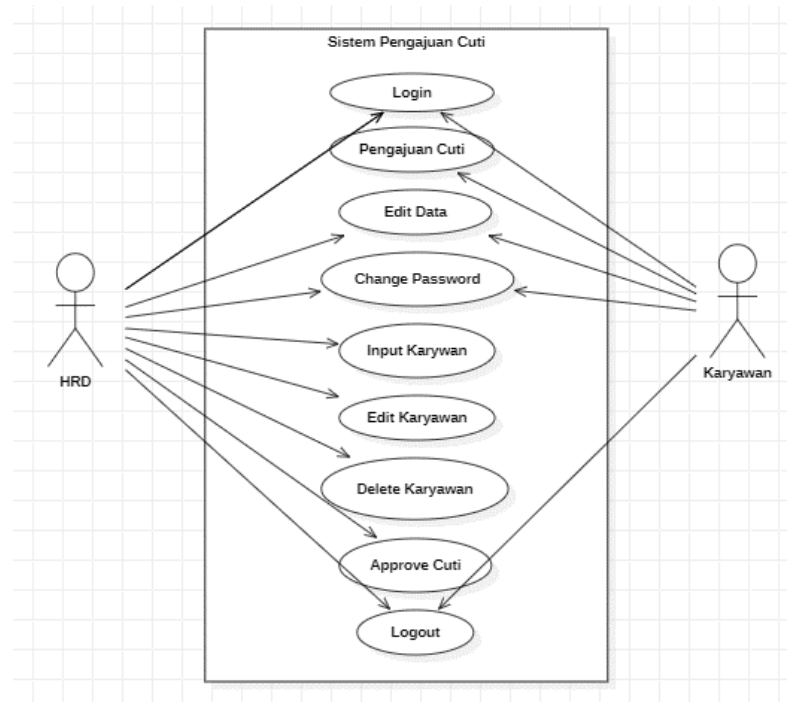 Sistem Pengajuan Cuti
Login
Pengajuan Cuti
Edit Data
Change Password
Input Karywan
Edit Karyawan
Delete Karyawan
Approve Cuti
Logout
HRD
Karyawan